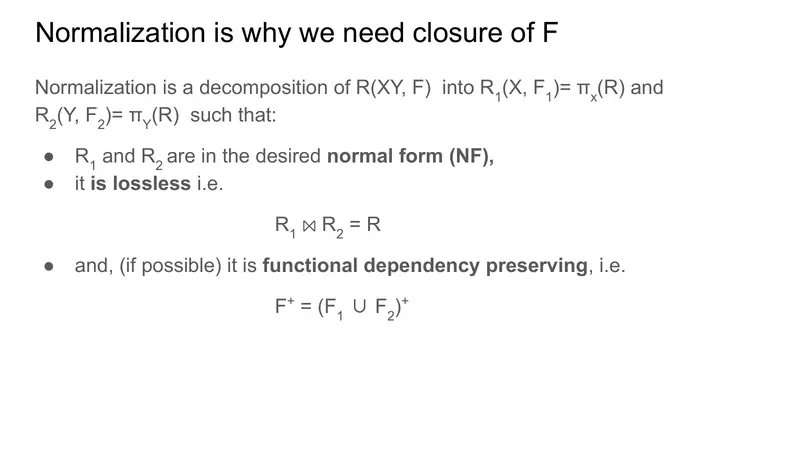 Normalization is why we need closure of F
Normalization is a decomposition of R(XY, F) into R₁(X, F₁)= πₓ(R) and
R₂(Y, F₂)= π_Y(R) such that:
● R₁ and R₂ are in the desired normal form (NF),
● it is lossless i.e.
R₁ ⋈ R₂ = R
● and, (if possible) it is functional dependency preserving, i.e.
F⁺ = (F₁ ∪ F₂)⁺